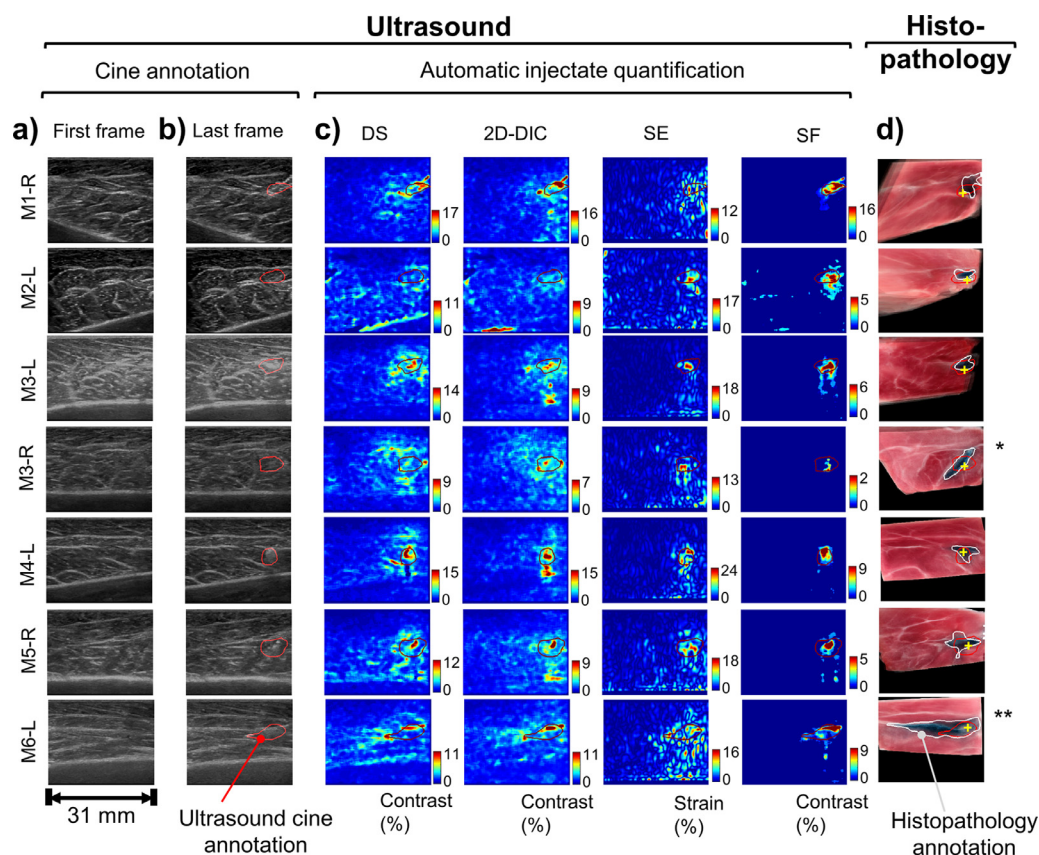 Ultrasound
Histo-
pathology
Cine annotation
Automatic injectate quantification
a)
First frame
b)
Last frame
c)
DS
2D-DIC
SE
SF
d)
M1-R
17
0
16
0
12
0
16
0
M2-L
11
0
9
0
17
0
5
0
M3-L
14
0
9
0
18
0
6
0
M3-R
9
0
7
0
13
0
2
0
*
M4-L
15
0
15
0
24
0
9
0
M5-R
12
0
9
0
18
0
5
0
M6-L
11
0
11
0
16
0
9
0
**
31 mm
Ultrasound cine
annotation
Contrast
(%)
Contrast
(%)
Strain
(%)
Contrast
(%)
Histopathology
annotation